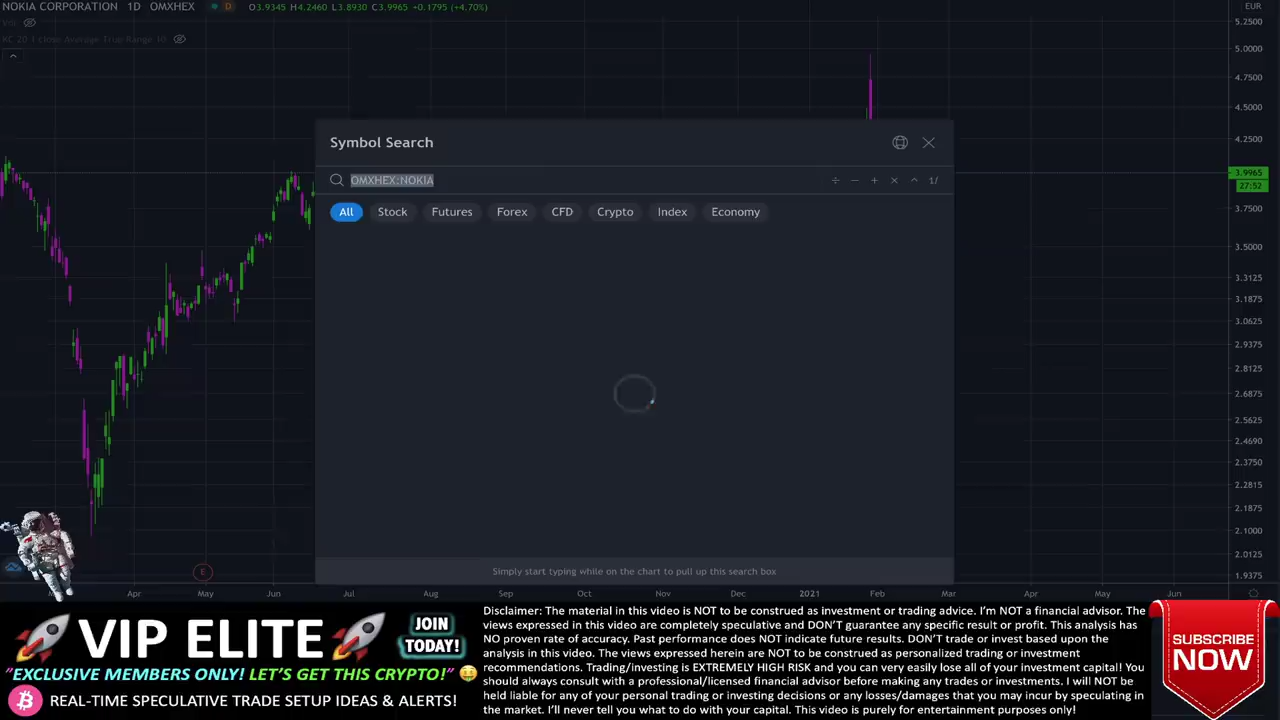 NOKIA CORPORATION 1D OMXHEX D O3.9345 H4.2460 L3.8930 C3.9965 +0.1795 (+4.70%)
KC 20 1 close Average True Range 10
EUR
5.2500
5.0000
4.7500
4.5000
4.2500
3.9965
27:52
3.7500
3.5000
3.3125
3.1875
3.0625
2.9375
2.8125
2.6875
2.5625
2.4690
2.3750
2.2815
2.1875
2.1000
2.0125
1.9375
Symbol Search
OMXHEX:NOKIA
1/
All Stock Futures Forex CFD Crypto Index Economy
Simply start typing while on the chart to pull up this search box
E
Apr May Jun Jul Aug Sep Oct Nov Dec 2021 Feb Mar Apr May Jun
VIP ELITE
JOIN
TODAY!
"EXCLUSIVE MEMBERS ONLY! LET'S GET THIS CRYPTO!"
REAL-TIME SPECULATIVE TRADE SETUP IDEAS & ALERTS!
Disclaimer: The material in this video is NOT to be construed as investment or trading advice. I'm NOT a financial advisor. The
views expressed in this video are completely speculative and DON'T guarantee any specific result or profit. This analysis has
NO proven rate of accuracy. Past performance does NOT indicate future results. DON'T trade or invest based upon the
analysis in this video. The views expressed herein are NOT to be construed as personalized trading or investment
recommendations. Trading/investing is EXTREMELY HIGH RISK and you can very easily lose all of your investment capital! You
should always consult with a professional/licensed financial advisor before making any trades or investments. I will NOT be
held liable for any of your personal trading or investing decisions or any losses/damages that you may incur by speculating in
the market. I'll never tell you what to do with your capital. This video is purely for entertainment purposes only!
SUBSCRIBE
NOW